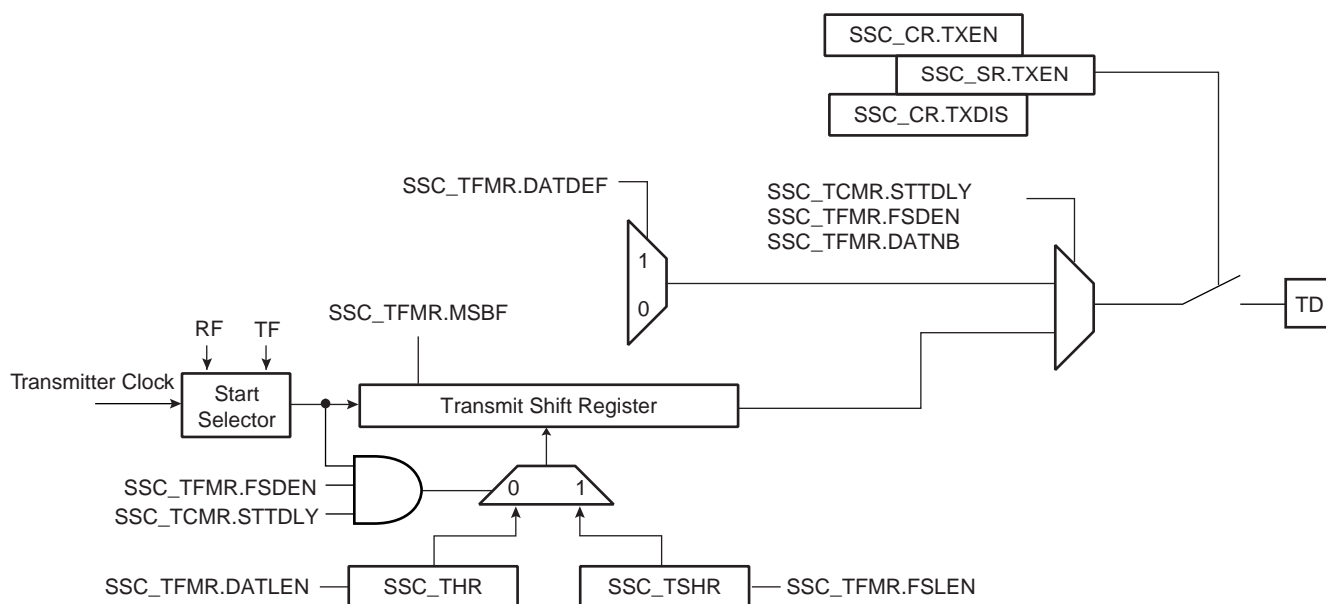 SSC_CR.TXEN
SSC_SR.TXEN
SSC_CR.TXDIS
SSC_TFMR.DATDEF
SSC_TCMR.STTDLY
SSC_TFMR.FSDEN
SSC_TFMR.DATNB
1
0
TD
SSC_TFMR.MSBF
RF
TF
Transmitter Clock
Start
Selector
Transmit Shift Register
SSC_TFMR.FSDEN
SSC_TCMR.STTDLY
0
1
SSC_TFMR.DATLEN
SSC_THR
SSC_TSHR
SSC_TFMR.FSLEN